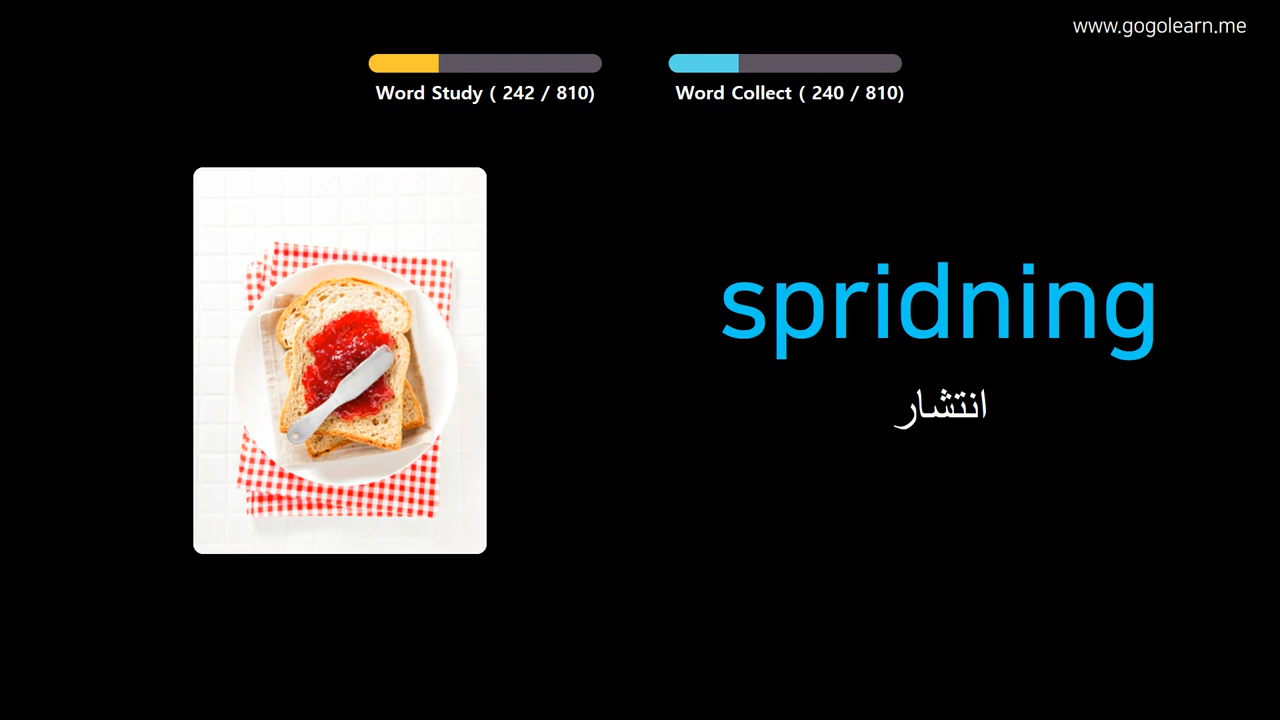 www.gogolearn.me
Word Study ( 242 / 810)
Word Collect ( 240 / 810)
spridning
انتشار